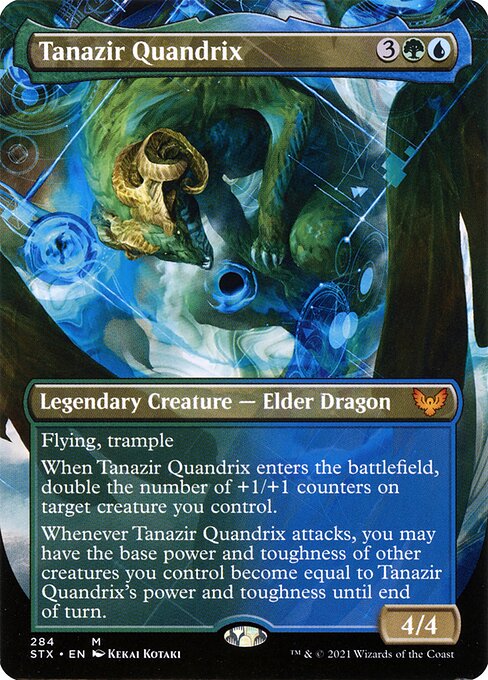 Tanazir Quandrix 3
Legendary Creature — Elder Dragon
Flying, trample
When Tanazir Quandrix enters the battlefield,
double the number of +1/+1 counters on
target creature you control.
Whenever Tanazir Quandrix attacks, you may
have the base power and toughness of other
creatures you control become equal to Tanazir
Quandrix's power and toughness until end
of turn.
4/4
284 M
STX • EN KEKAI KOTAKI
™ & © 2021 Wizards of the Coast